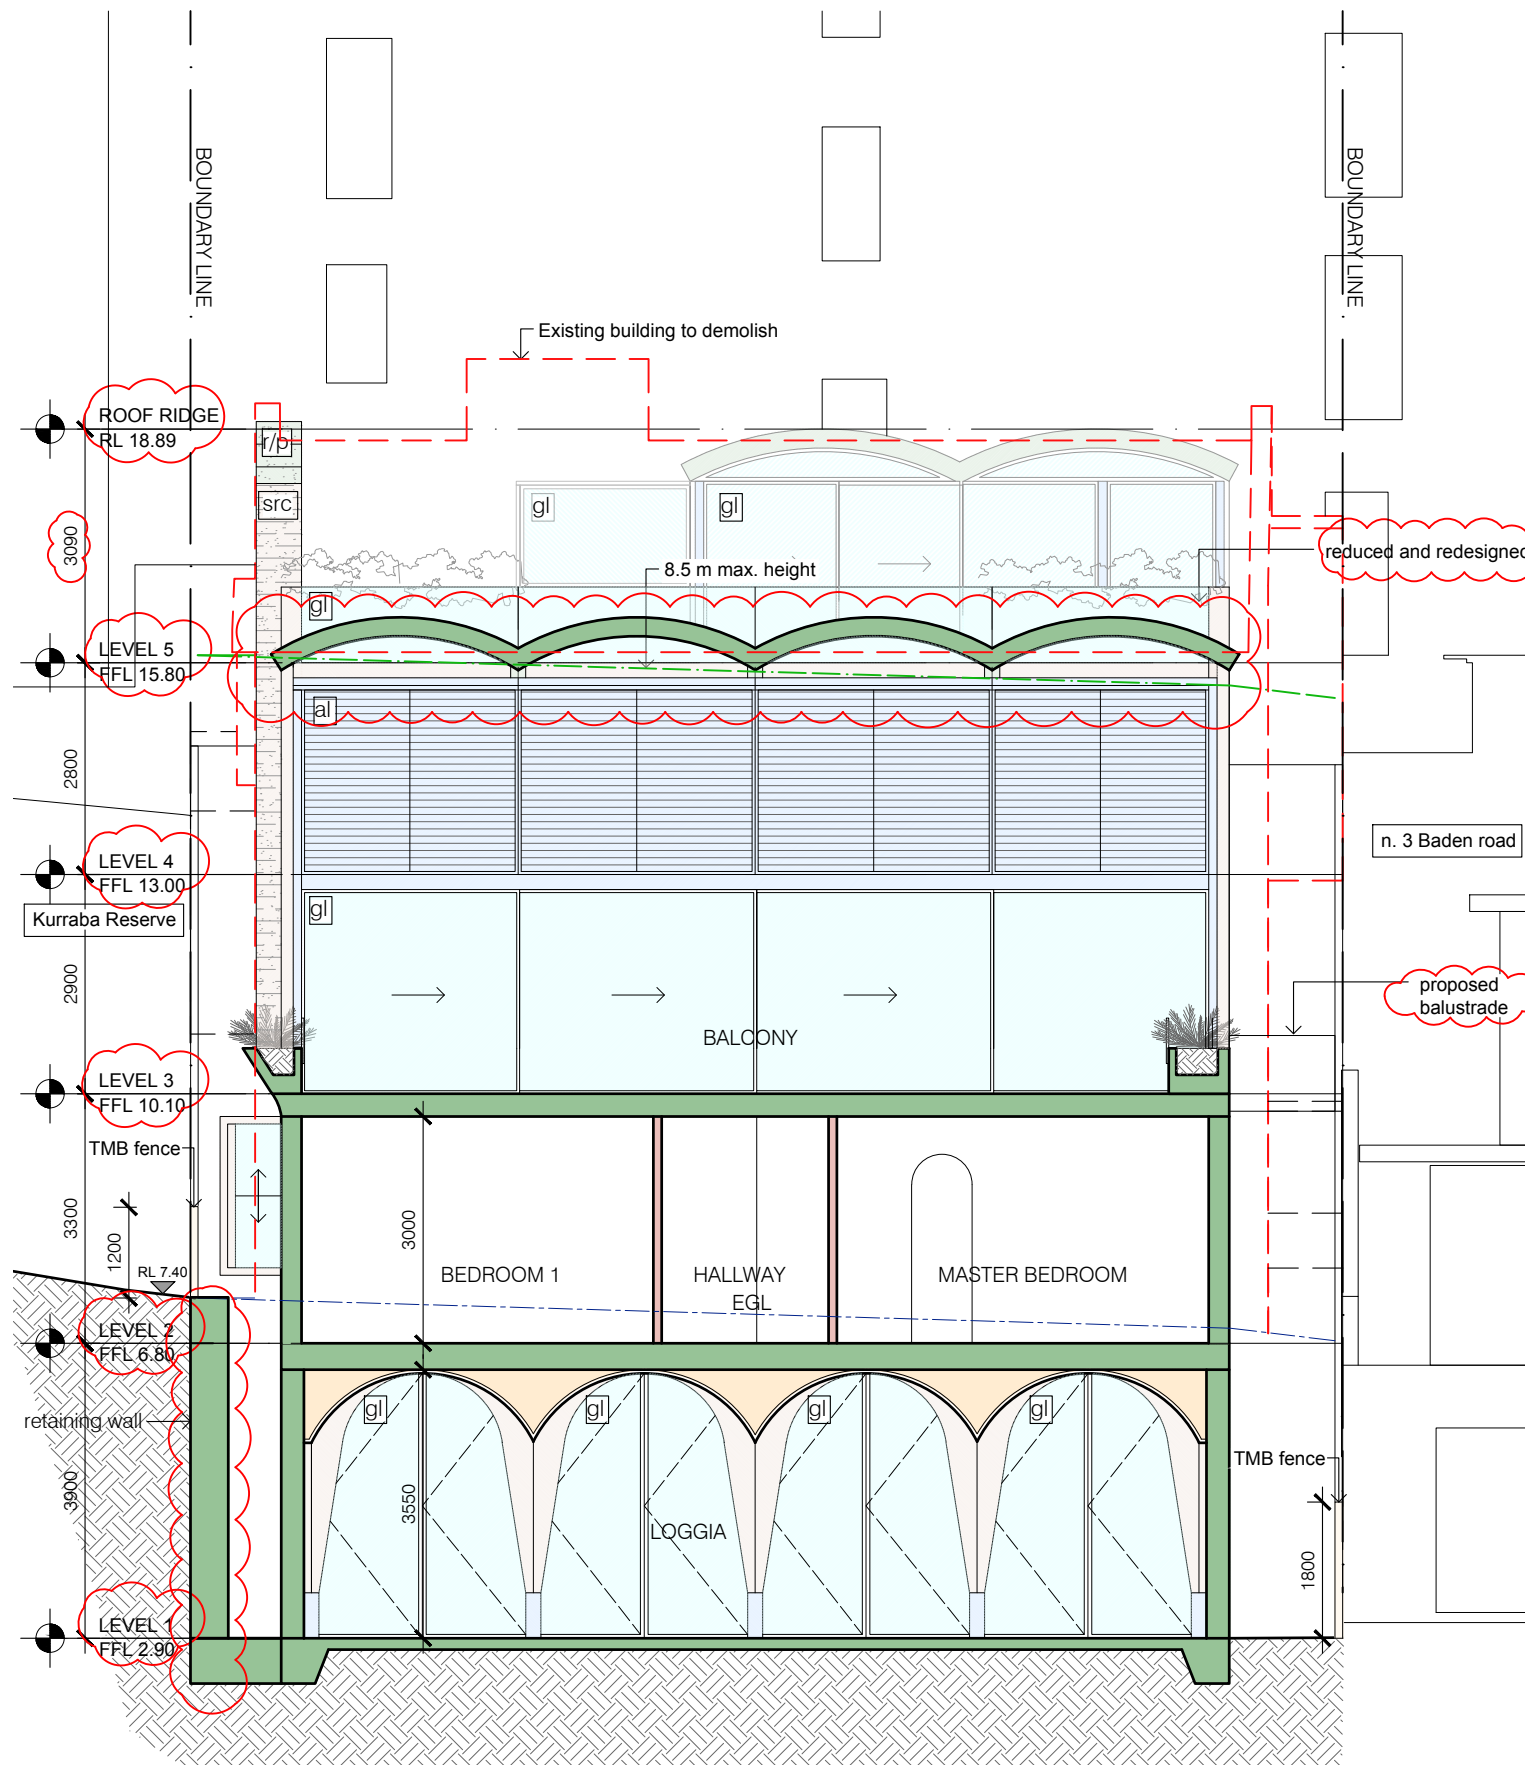 BOUNDARY LINE
BOUNDARY LINE
Existing building to demolish
ROOF RIDGE
RL 18.89
r/p
src
gl
gl
3090
reduced and redesigned
8.5 m max. height
gl
LEVEL 5
FFL 15.80
al
2800
n. 3 Baden road
LEVEL 4
FFL 13.00
gl
Kurraba Reserve
2900
proposed
balustrade
BALCONY
LEVEL 3
FFL 10.10
TMB fence
3300
1200
3000
RL 7.40
BEDROOM 1
HALLWAY
MASTER BEDROOM
EGL
LEVEL 2
FFL 6.80
gl
gl
gl
gl
retaining wall
TMB fence
3900
3550
LOGGIA
1800
LEVEL 1
FFL 2.90